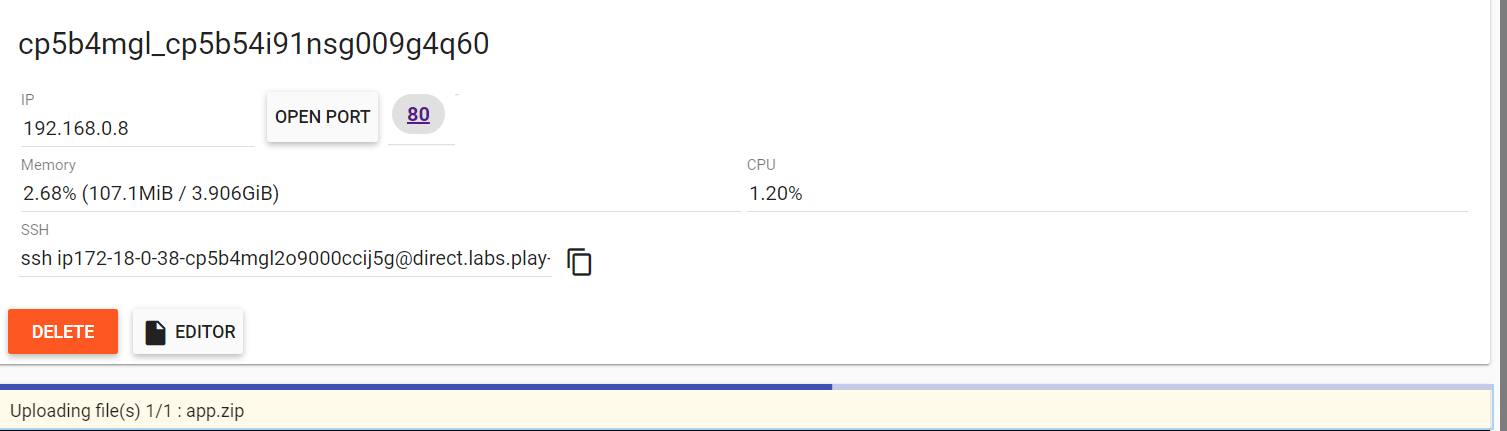 cp5b4mgl_cp5b54i91nsg009g4q60
IP
192.168.0.8
OPEN PORT
80
Memory
2.68% (107.1MiB / 3.906GiB)
CPU
1.20%
SSH
ssh ip172-18-0-38-cp5b4mgl2o9000ccij5g@direct.labs.play-
DELETE
EDITOR
Uploading file(s) 1/1 : app.zip